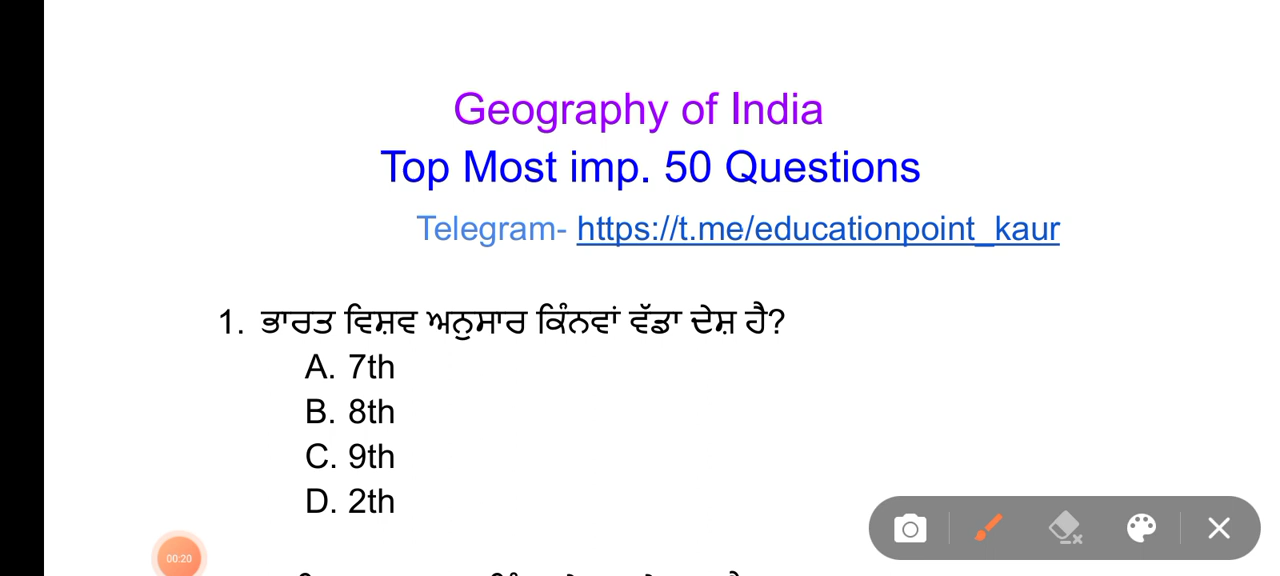 Geography of India
Top Most imp. 50 Questions
Telegram- https://t.me/educationpoint_kaur
1. ਭਾਰਤ ਵਿਸ਼ਵ ਅਨੁਸਾਰ ਕਿੰਨਵਾਂ ਵੱਡਾ ਦੇਸ਼ ਹੈ?
A. 7th
B. 8th
C. 9th
D. 2th
00:20